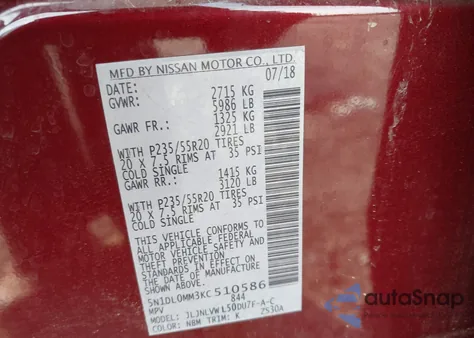 MFD BY NISSAN MOTOR CO., LTD.
DATE: 07/18
GVWR: 2715 KG
5986 LB
GAWR FR.: 1325 KG
2921 LB
WITH P235/55R20 TIRES
20 X 7.5 RIMS AT 35 PSI
COLD SINGLE
GAWR RR.: 1415 KG
3120 LB
WITH P235/55R20 TIRES
20 X 7.5 RIMS AT 35 PSI
COLD SINGLE
THIS VEHICLE CONFORMS TO
ALL APPLICABLE FEDERAL
MOTOR VEHICLE SAFETY AND
THEFT PREVENTION
STANDARDS IN EFFECT ON
THE DATE OF MANUFACTURE
SHOWN ABOVE.
5N1DL0MM3KC510586
MPV 844
MODEL: JLJNLVWL50DU7F-A-C
COLOR: NBM TRIM: K ZS30A
autoSnap